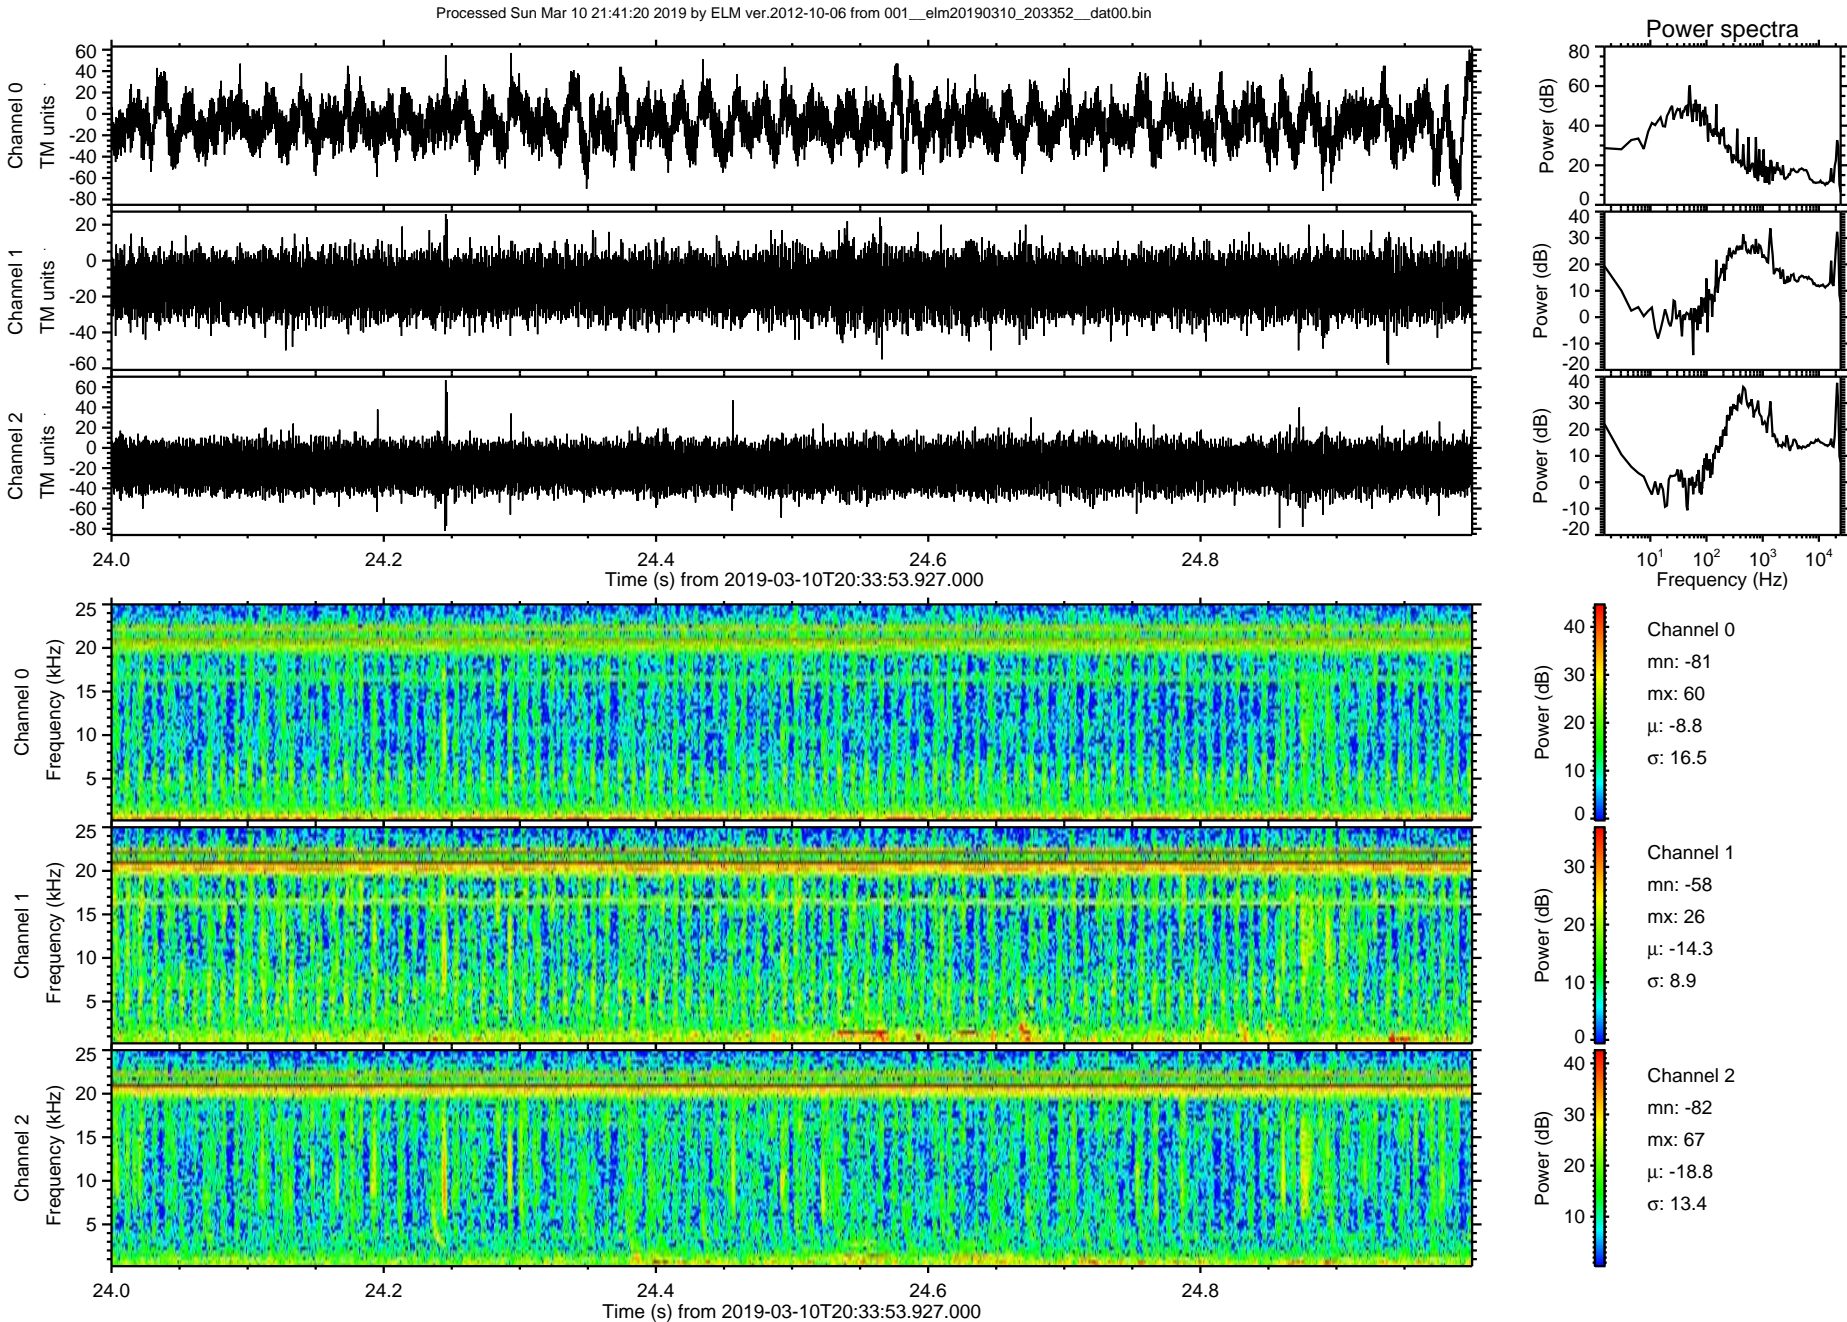 Processed Sun Mar 10 21:41:20 2019 by ELM ver.2012-10-06 from 001__elm20190310_203352__dat00.bin
Power spectra
Channel 0
TM units
60
40
20
0
-20
-40
-60
-80
Power (dB)
80
60
40
20
0
Channel 1
TM units
20
0
-20
-40
-60
Power (dB)
40
30
20
10
0
-10
-20
Channel 2
TM units
60
40
20
0
-20
-40
-60
-80
Power (dB)
40
30
20
10
0
-10
-20
24.0 24.2 24.4 24.6 24.8
Time (s) from 2019-03-10T20:33:53.927.000
10¹ 10² 10³ 10⁴
Frequency (Hz)
Channel 0
Frequency (kHz)
25
20
15
10
5
Power (dB)
40
30
20
10
0
Channel 0
mn: -81
mx: 60
μ: -8.8
σ: 16.5
Channel 1
Frequency (kHz)
25
20
15
10
5
Power (dB)
30
20
10
0
Channel 1
mn: -58
mx: 26
μ: -14.3
σ: 8.9
Channel 2
Frequency (kHz)
25
20
15
10
5
Power (dB)
40
30
20
10
Channel 2
mn: -82
mx: 67
μ: -18.8
σ: 13.4
24.0 24.2 24.4 24.6 24.8
Time (s) from 2019-03-10T20:33:53.927.000